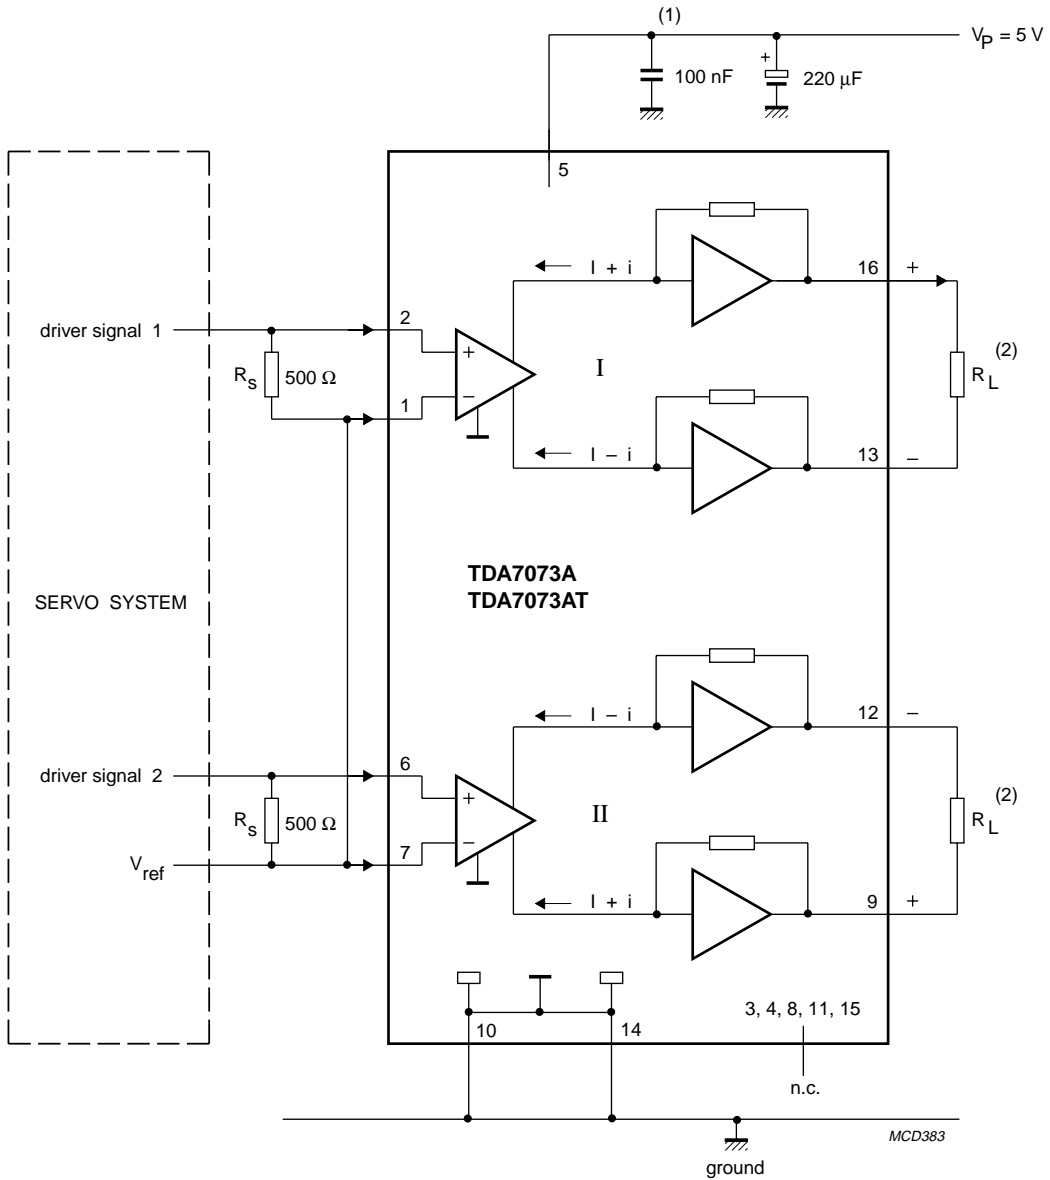 (1)
V_P = 5 V
+
100 nF
220 μF
5
I + i
16 +
driver signal 1
2
+
(2)
R_s 500 Ω
I
R_L
1
−
I − i
13 −
TDA7073A
TDA7073AT
SERVO SYSTEM
I − i
12 −
driver signal 2
6
+
(2)
R_s 500 Ω
II
R_L
V_ref
7
−
I + i
9 +
3, 4, 8, 11, 15
10
14
n.c.
MCD383
ground